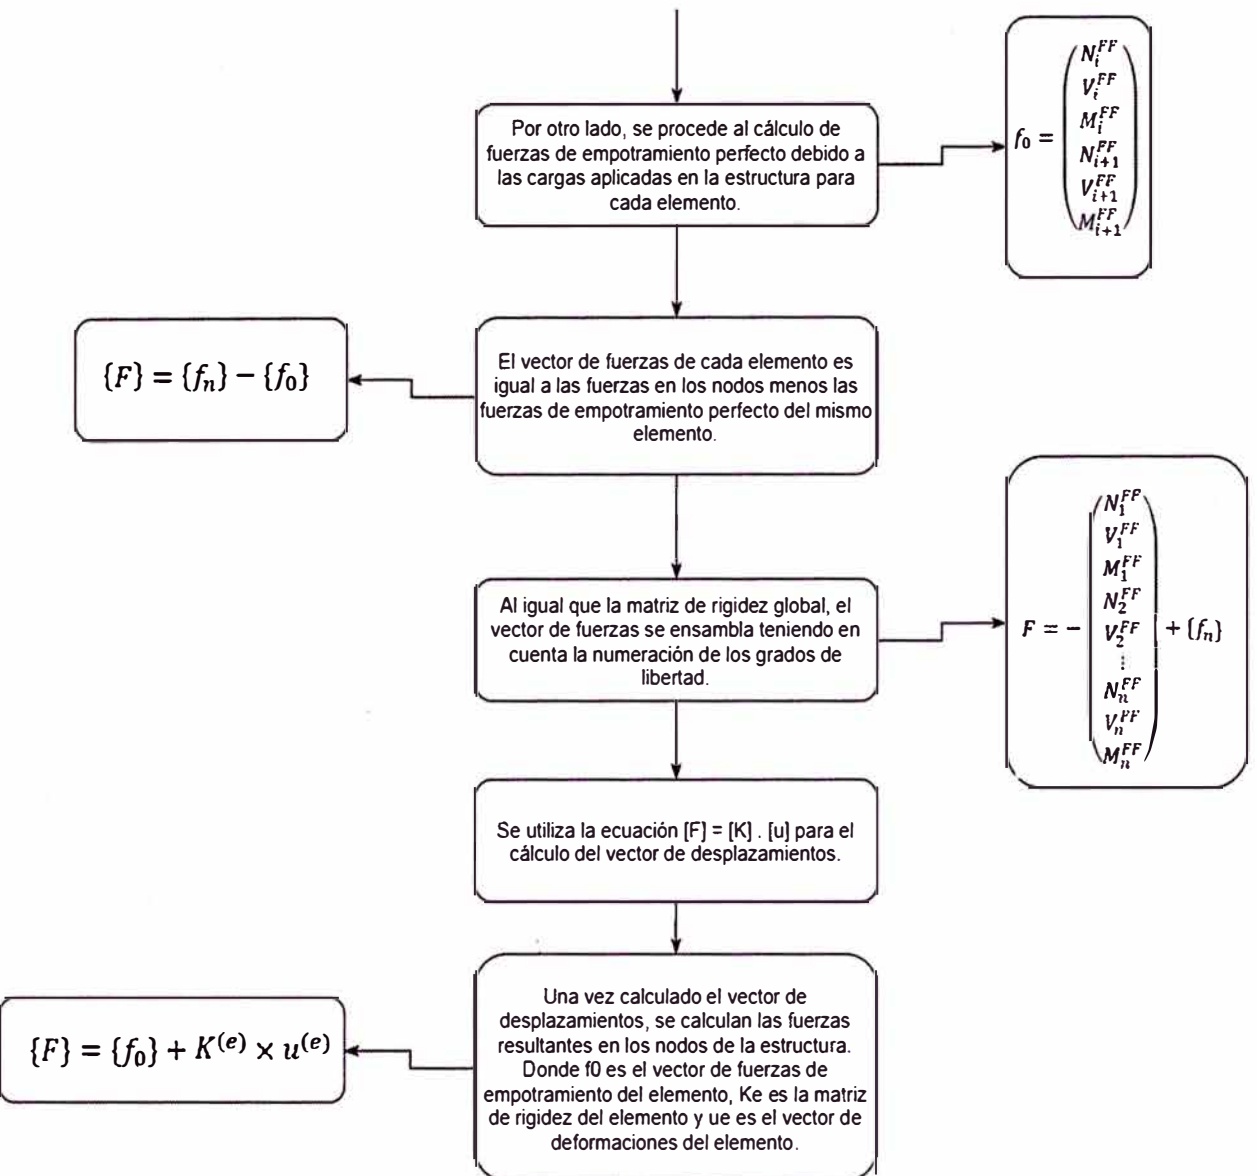 Por otro lado, se procede al cálculo de
fuerzas de empotramiento perfecto debido a
las cargas aplicadas en la estructura para
cada elemento.
N_i^{FF}
V_i^{FF}
M_i^{FF}
f_0 =
N_{i+1}^{FF}
V_{i+1}^{FF}
M_{i+1}^{FF}
El vector de fuerzas de cada elemento es
igual a las fuerzas en los nodos menos las
fuerzas de empotramiento perfecto del mismo
elemento.
{F} = {f_n} − {f_0}
Al igual que la matriz de rigidez global, el
vector de fuerzas se ensambla teniendo en
cuenta la numeración de los grados de
libertad.
N_1^{FF}
V_1^{FF}
M_1^{FF}
N_2^{FF}
F = − V_2^{FF} + {f_n}
⋮
N_n^{FF}
V_n^{FF}
M_n^{FF}
Se utiliza la ecuación [F] = [K] . [u] para el
cálculo del vector de desplazamientos.
Una vez calculado el vector de
desplazamientos, se calculan las fuerzas
resultantes en los nodos de la estructura.
Donde f0 es el vector de fuerzas de
empotramiento del elemento, Ke es la matriz
de rigidez del elemento y ue es el vector de
deformaciones del elemento.
{F} = {f_0} + K^{(e)} × u^{(e)}